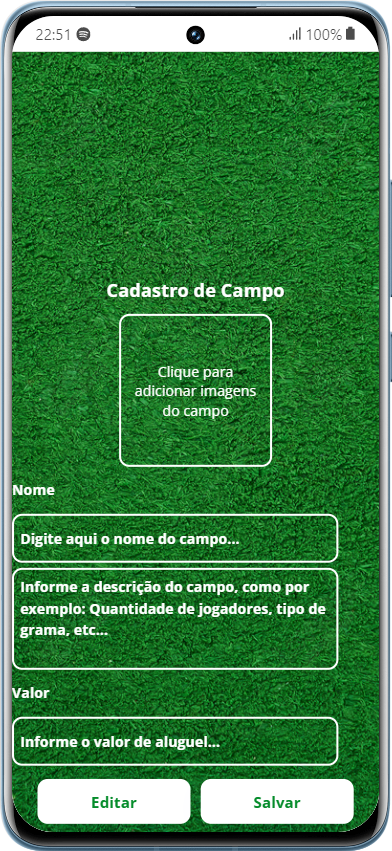 22:51 100%
Cadastro de Campo
Clique para
adicionar imagens
do campo
Nome
Digite aqui o nome do campo...
Informe a descrição do campo, como por
exemplo: Quantidade de jogadores, tipo de
grama, etc...
Valor
Informe o valor de aluguel...
Editar Salvar